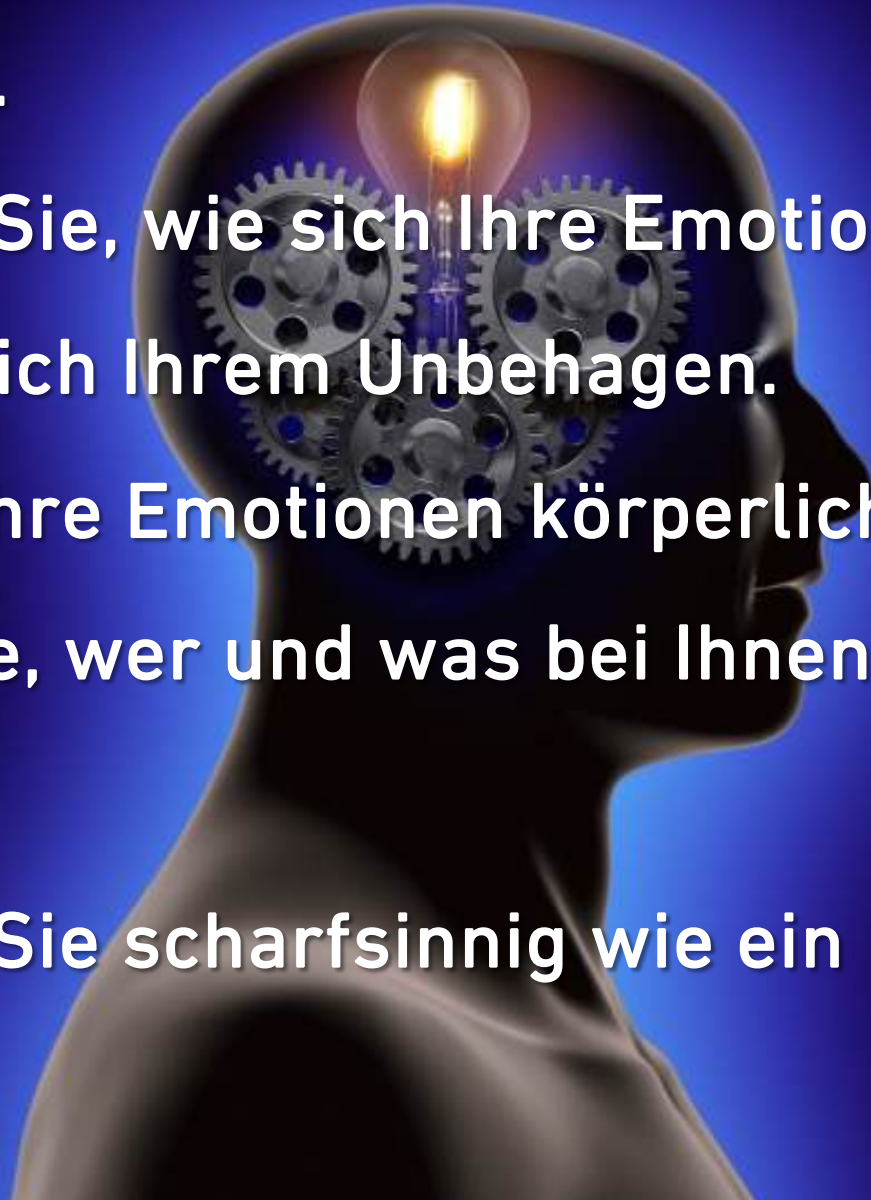 .
Sie, wie sich Ihre Emotio
ich Ihrem Unbehagen.
hre Emotionen körperlich
e, wer und was bei Ihnen
Sie scharfsinnig wie ein